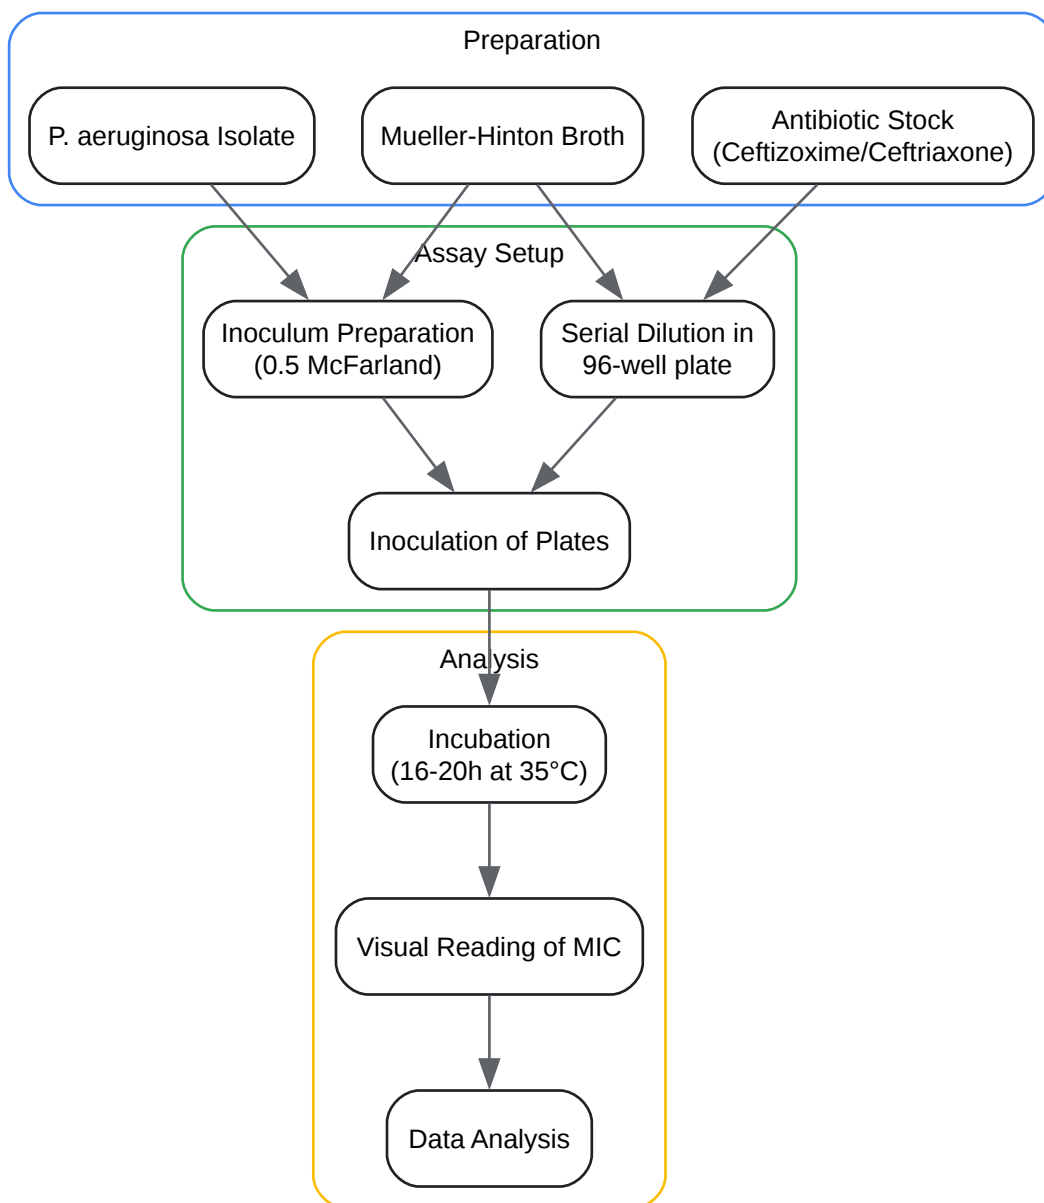 Preparation
P. aeruginosa Isolate
Mueller-Hinton Broth
Antibiotic Stock
(Ceftizoxime/Ceftriaxone)
Assay Setup
Inoculum Preparation
(0.5 McFarland)
Serial Dilution in
96-well plate
Inoculation of Plates
Analysis
Incubation
(16-20h at 35°C)
Visual Reading of MIC
Data Analysis